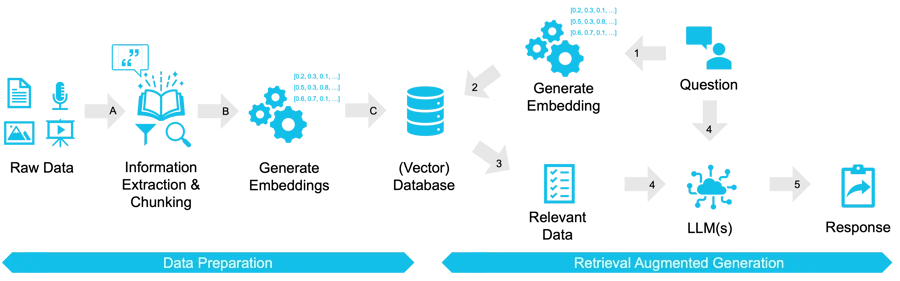 [0.2, 0.3, 0.1, ...]
[0.5, 0.3, 0.8, ...]
[0.6, 0.7, 0.1, ...]
1
Question
Generate
Embedding
[0.2, 0.3, 0.1, ...]
[0.5, 0.3, 0.8, ...]
[0.6, 0.7, 0.1, ...]
A
B
C
2
4
Raw Data
Information
Extraction &
Chunking
Generate
Embeddings
(Vector)
Database
3
4
5
Relevant
Data
LLM(s)
Response
Data Preparation
Retrieval Augmented Generation